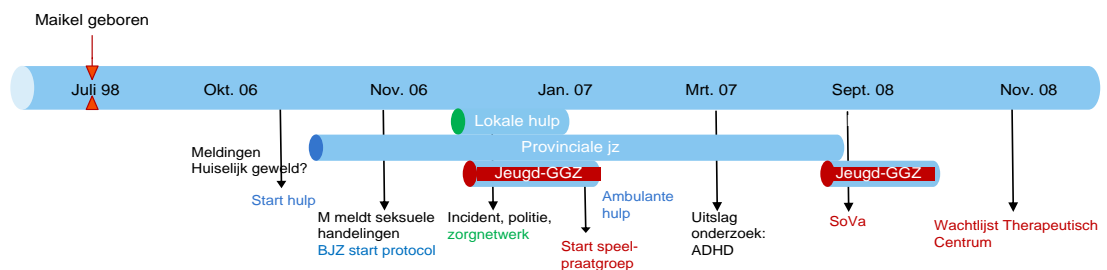 Maikel geboren
Juli 98
Okt. 06
Nov. 06
Jan. 07
Mrt. 07
Sept. 08
Nov. 08
Lokale hulp
Provinciale jz
Jeugd-GGZ
Jeugd-GGZ
Meldingen
Huiselijk geweld?
Start hulp
M meldt seksuele
handelingen
BJZ start protocol
Incident, politie,
zorgnetwerk
Ambulante
hulp
Start speel-
praatgroep
Uitslag
onderzoek:
ADHD
SoVa
Wachtlijst Therapeutisch
Centrum